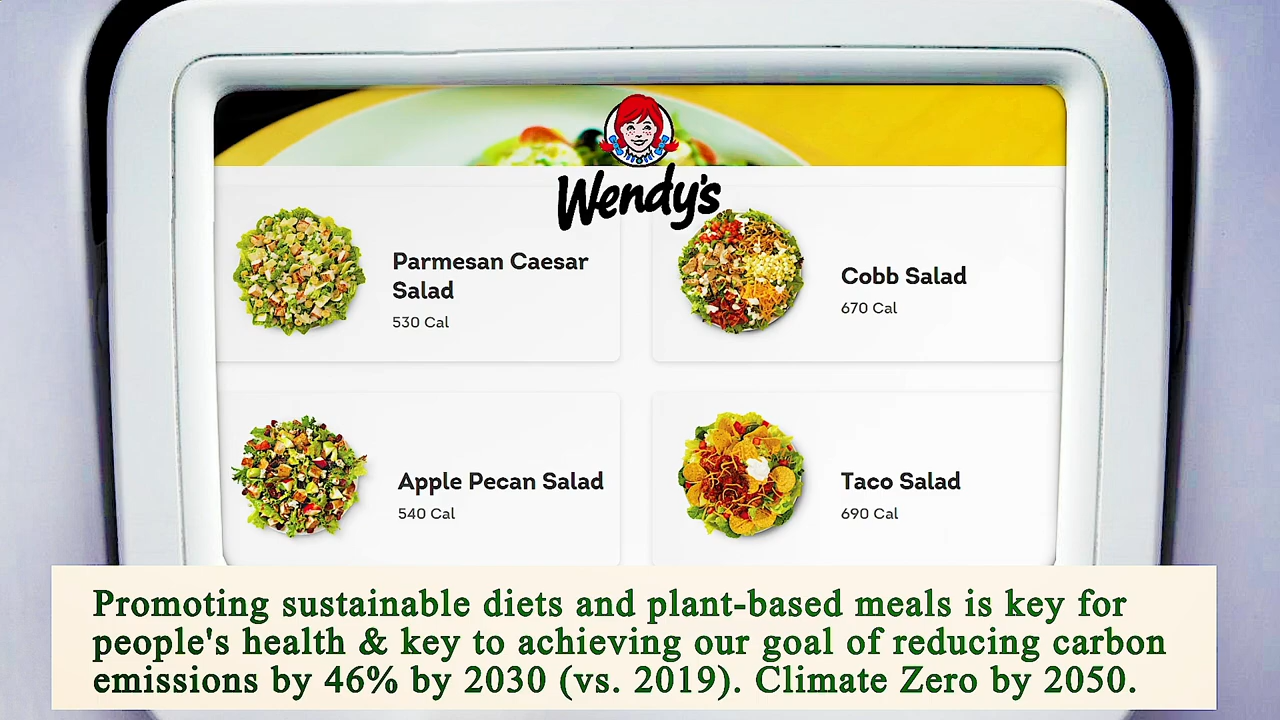 Wendy's
Parmesan Caesar
Salad
530 Cal
Cobb Salad
670 Cal
Apple Pecan Salad
540 Cal
Taco Salad
690 Cal
Promoting sustainable diets and plant-based meals is key for
people's health & key to achieving our goal of reducing carbon
emissions by 46% by 2030 (vs. 2019). Climate Zero by 2050.